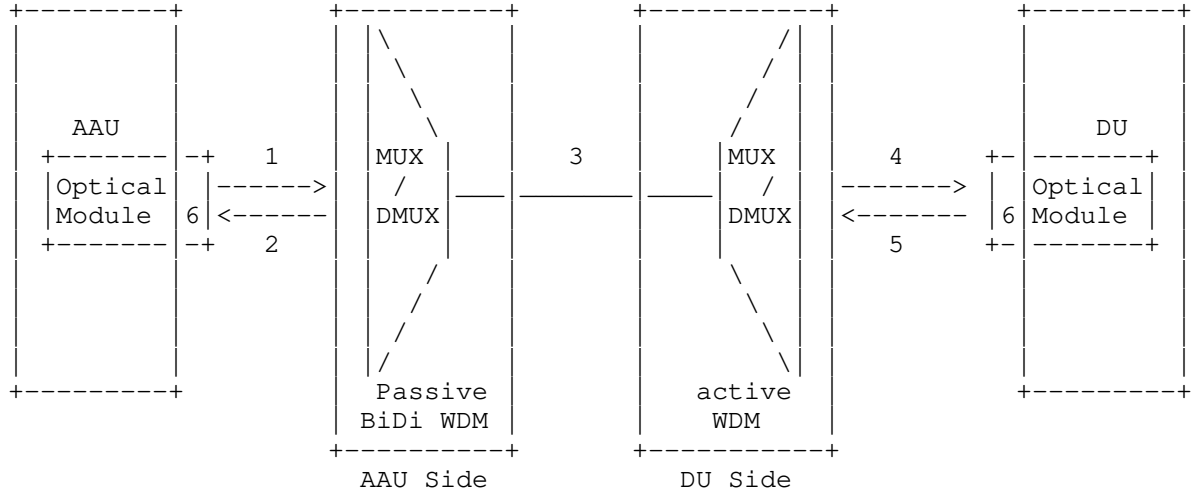 AAU DU
1 3 4
MUX MUX
Optical ------> / / -------> Optical
Module 6 <------ DMUX DMUX <------- 6 Module
2 5
Passive active
BiDi WDM WDM
AAU Side DU Side